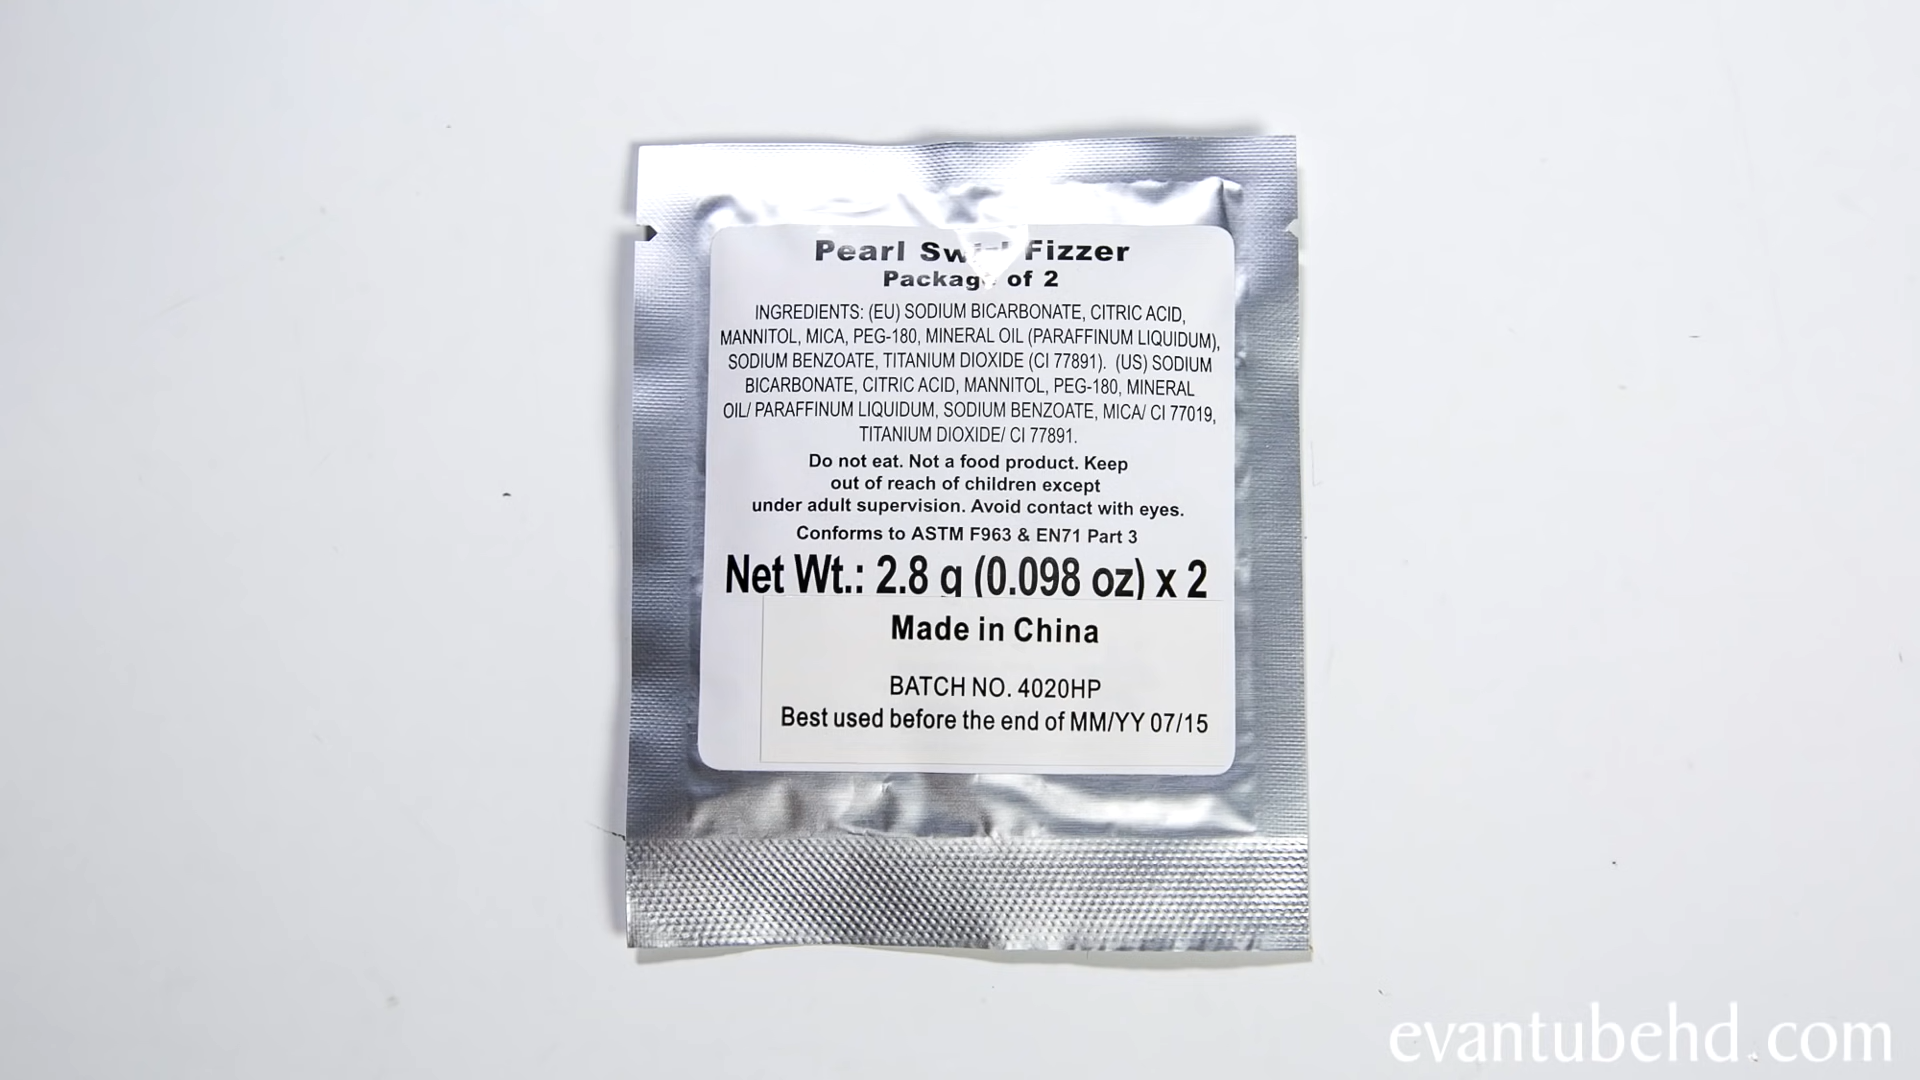 Pearl Swirl Fizzer
Package of 2
INGREDIENTS: (EU) SODIUM BICARBONATE, CITRIC ACID,
MANNITOL, MICA, PEG-180, MINERAL OIL (PARAFFINUM LIQUIDUM),
SODIUM BENZOATE, TITANIUM DIOXIDE (CI 77891). (US) SODIUM
BICARBONATE, CITRIC ACID, MANNITOL, PEG-180, MINERAL
OIL/ PARAFFINUM LIQUIDUM, SODIUM BENZOATE, MICA/ CI 77019,
TITANIUM DIOXIDE/ CI 77891.
Do not eat. Not a food product. Keep
out of reach of children except
under adult supervision. Avoid contact with eyes.
Conforms to ASTM F963 & EN71 Part 3
Net Wt.: 2.8 g (0.098 oz) x 2
Made in China
BATCH NO. 4020HP
Best used before the end of MM/YY 07/15
evantubehd.com